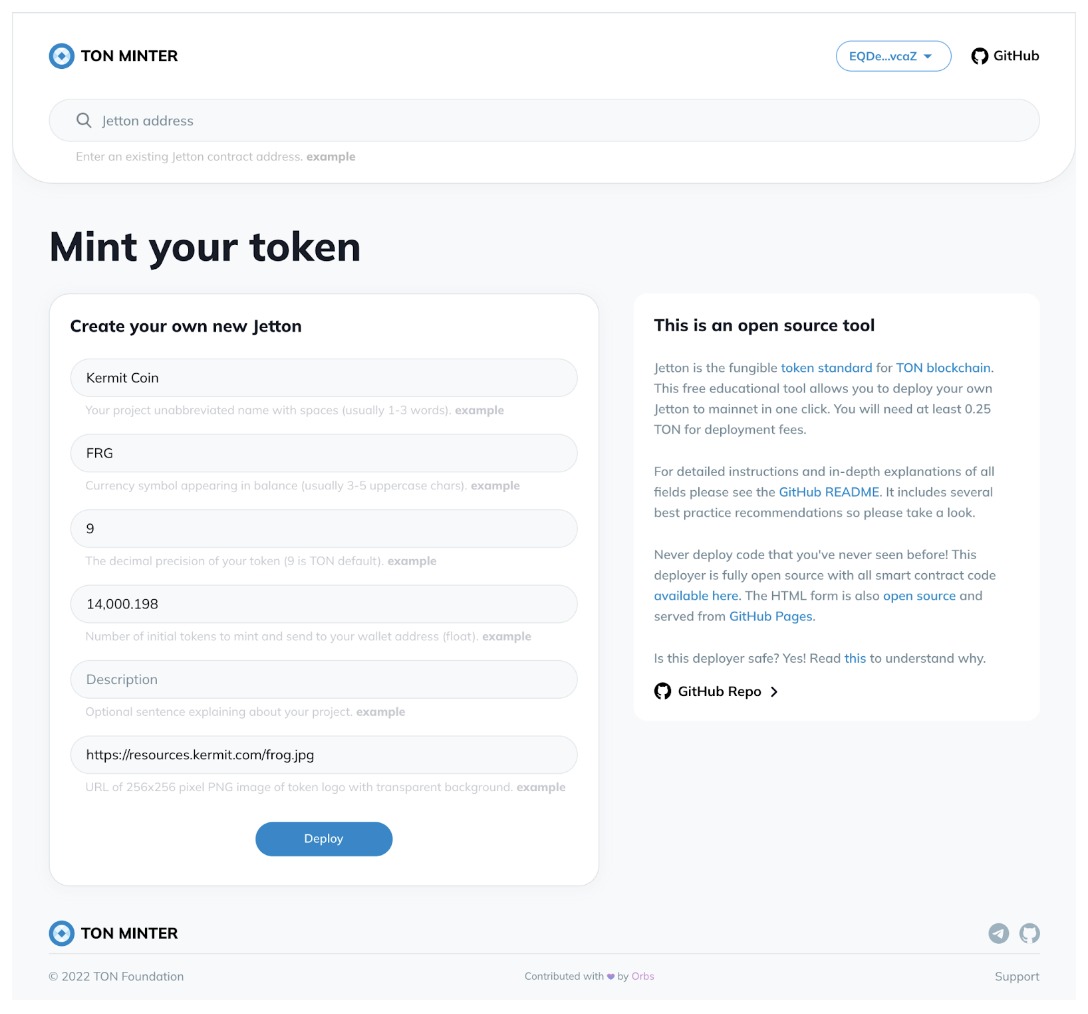 TON MINTER
EQDe...vcaZ
GitHub
Jetton address
Enter an existing Jetton contract address. example
Mint your token
Create your own new Jetton
Kermit Coin
Your project unabbreviated name with spaces (usually 1-3 words). example
FRG
Currency symbol appearing in balance (usually 3-5 uppercase chars). example
9
The decimal precision of your token (9 is TON default). example
14,000.198
Number of initial tokens to mint and send to your wallet address (float). example
Description
Optional sentence explaining about your project. example
https://resources.kermit.com/frog.jpg
URL of 256x256 pixel PNG image of token logo with transparent background. example
Deploy
This is an open source tool
Jetton is the fungible token standard for TON blockchain.
This free educational tool allows you to deploy your own
Jetton to mainnet in one click. You will need at least 0.25
TON for deployment fees.
For detailed instructions and in-depth explanations of all
fields please see the GitHub README. It includes several
best practice recommendations so please take a look.
Never deploy code that you've never seen before! This
deployer is fully open source with all smart contract code
available here. The HTML form is also open source and
served from GitHub Pages.
Is this deployer safe? Yes! Read this to understand why.
GitHub Repo
TON MINTER
© 2022 TON Foundation
Contributed with 💜 by Orbs
Support